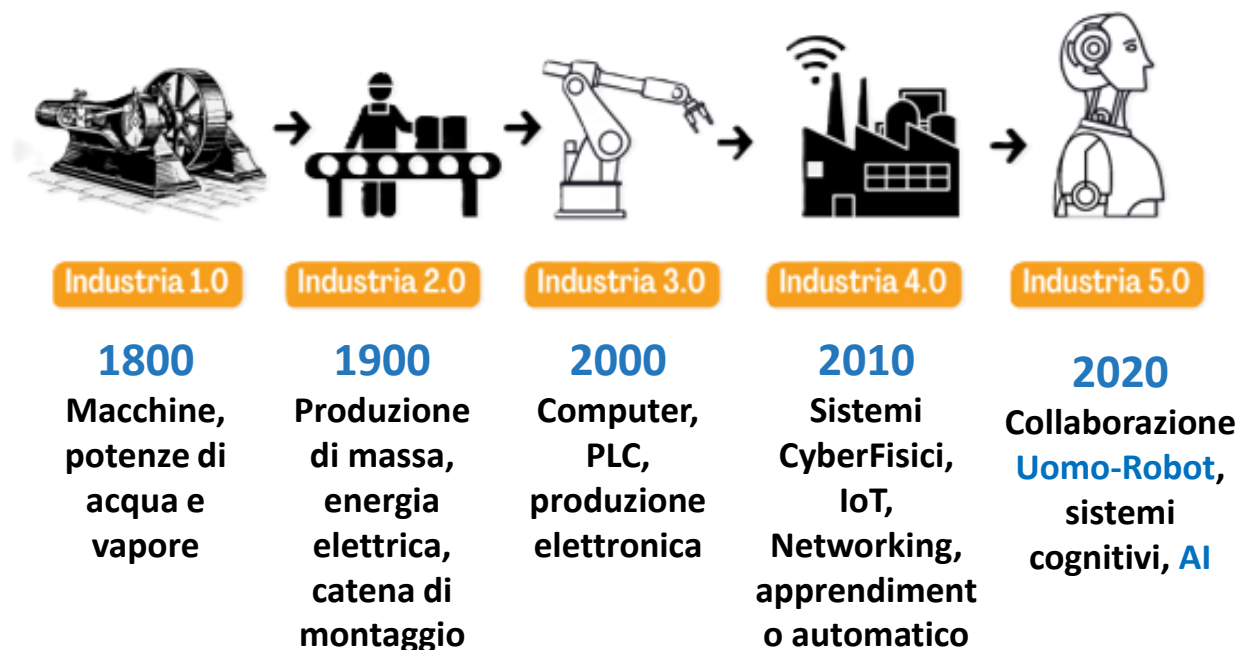 Industria 1.0
Industria 2.0
Industria 3.0
Industria 4.0
Industria 5.0
1800
Macchine,
potenze di
acqua e
vapore
1900
Produzione
di massa,
energia
elettrica,
catena di
montaggio
2000
Computer,
PLC,
produzione
elettronica
2010
Sistemi
CyberFisici,
IoT,
Networking,
apprendiment
o automatico
2020
Collaborazione
Uomo-Robot,
sistemi
cognitivi, AI